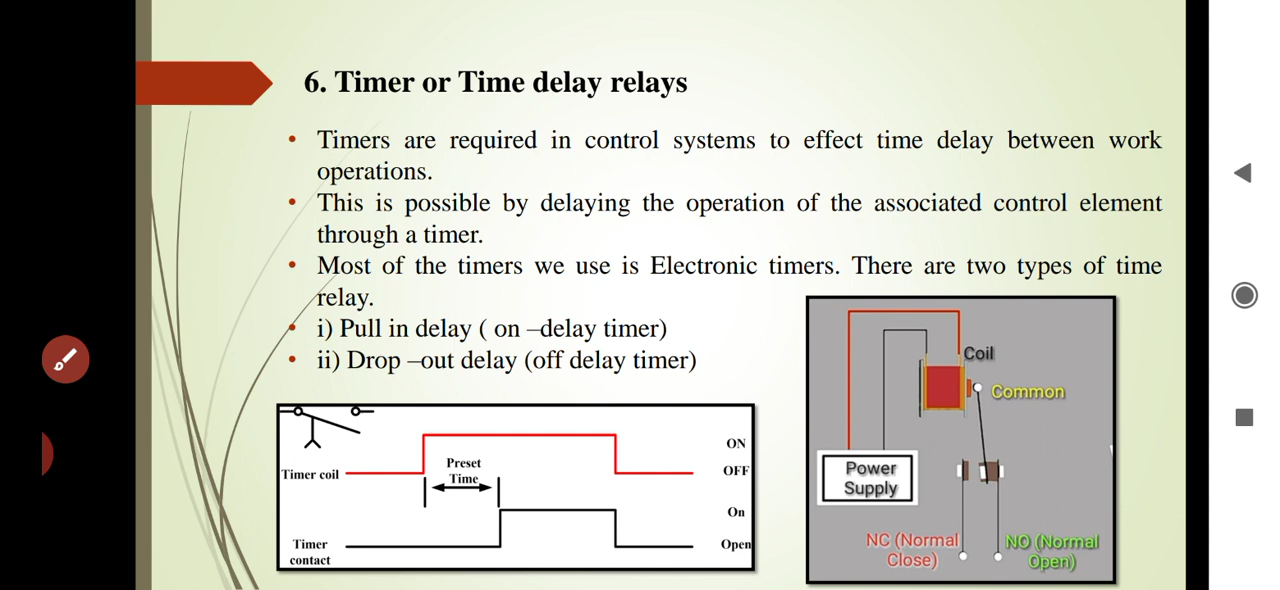 6. Timer or Time delay relays
• Timers are required in control systems to effect time delay between work
operations.
• This is possible by delaying the operation of the associated control element
through a timer.
• Most of the timers we use is Electronic timers. There are two types of time
relay.
• i) Pull in delay ( on –delay timer)
• ii) Drop –out delay (off delay timer)
ON
Timer coil
Preset
Time
OFF
On
Timer
contact
Open
Coil
Common
Power
Supply
NC (Normal
Close)
NO (Normal
Open)